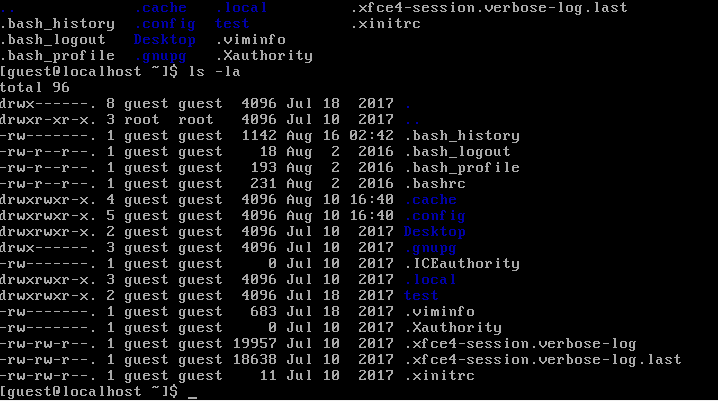 ..               .cache    .local        .xfce4-session.verbose-log.last
.bash_history  .config  test          .xinitrc
.bash_logout   Desktop  .viminfo
.bash_profile  .gnupg   .Xauthority
[guest@localhost ~]$ ls -la
total 96
drwx------. 8 guest guest  4096 Jul 18  2017 .
drwxr-xr-x. 3 root  root   4096 Jul 10  2017 ..
-rw-------. 1 guest guest  1142 Aug 16 02:42 .bash_history
-rw-r--r--. 1 guest guest    18 Aug  2  2016 .bash_logout
-rw-r--r--. 1 guest guest   193 Aug  2  2016 .bash_profile
-rw-r--r--. 1 guest guest   231 Aug  2  2016 .bashrc
drwxrwxr-x. 4 guest guest  4096 Aug 10 16:40 .cache
drwxrwxr-x. 5 guest guest  4096 Aug 10 16:40 .config
drwxrwxr-x. 2 guest guest  4096 Jul 10  2017 Desktop
drwx------. 3 guest guest  4096 Jul 10  2017 .gnupg
-rw-------. 1 guest guest     0 Jul 10  2017 .ICEauthority
drwxrwxr-x. 3 guest guest  4096 Jul 10  2017 .local
drwxrwxr-x. 2 guest guest  4096 Jul 18  2017 test
-rw-------. 1 guest guest   683 Jul 18  2017 .viminfo
-rw-------. 1 guest guest     0 Jul 10  2017 .Xauthority
-rw-rw-r--. 1 guest guest 19957 Jul 10  2017 .xfce4-session.verbose-log
-rw-rw-r--. 1 guest guest 18638 Jul 10  2017 .xfce4-session.verbose-log.last
-rw-rw-r--. 1 guest guest    11 Jul 10  2017 .xinitrc
[guest@localhost ~]$ _